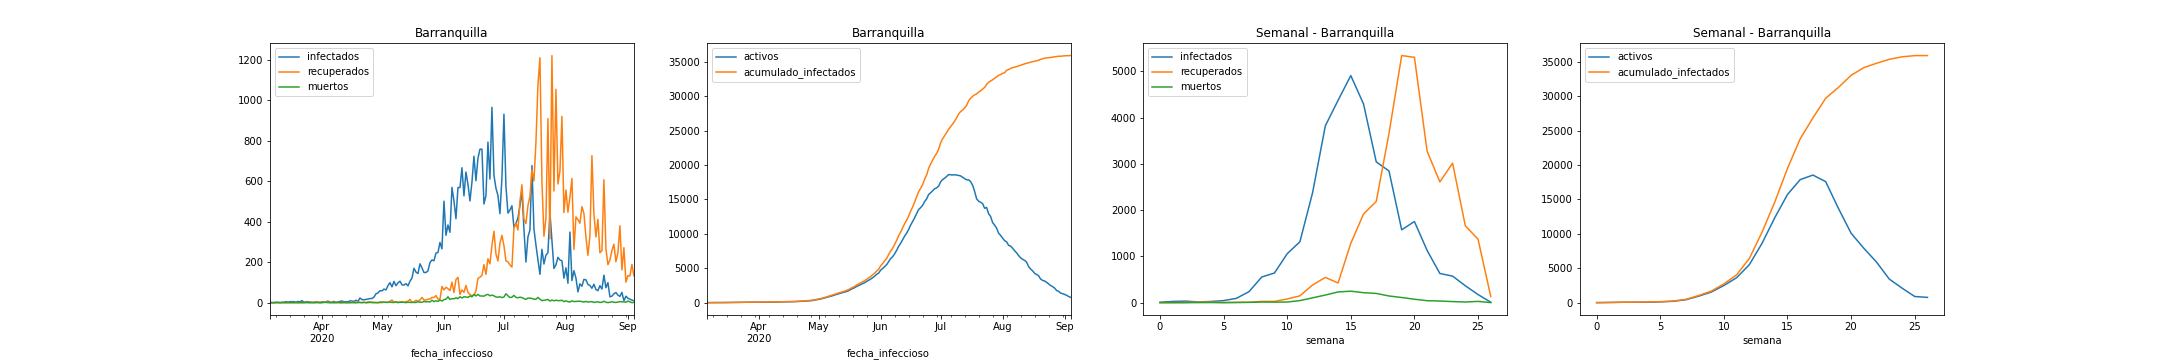 Barranquilla
infectados
recuperados
muertos
1200
1000
800
600
400
200
0
Apr
2020
May
Jun
Jul
Aug
Sep
fecha_infeccioso
Barranquilla
activos
acumulado_infectados
35000
30000
25000
20000
15000
10000
5000
0
Apr
2020
May
Jun
Jul
Aug
Sep
fecha_infeccioso
Semanal - Barranquilla
infectados
recuperados
muertos
5000
4000
3000
2000
1000
0
0 5 10 15 20 25
semana
Semanal - Barranquilla
activos
acumulado_infectados
35000
30000
25000
20000
15000
10000
5000
0
0 5 10 15 20 25
semana